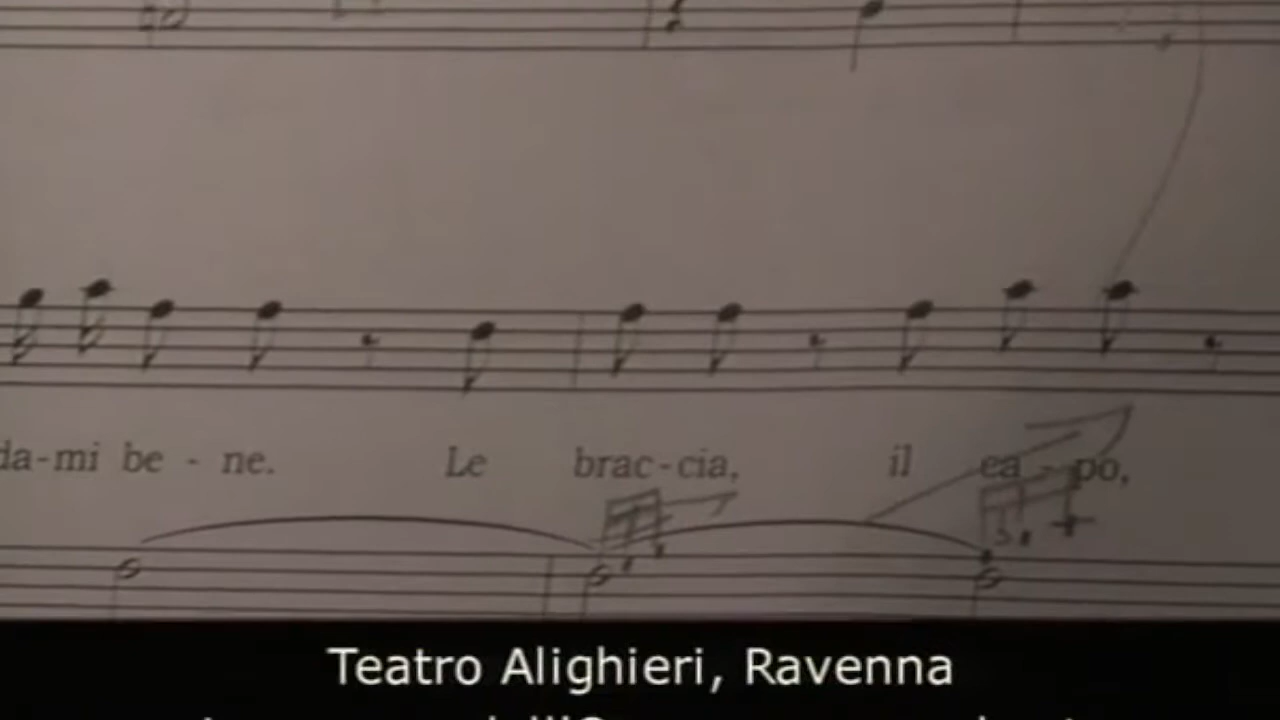 da-mi be - ne. Le brac-cia, il ca - po,
Teatro Alighieri, Ravenna